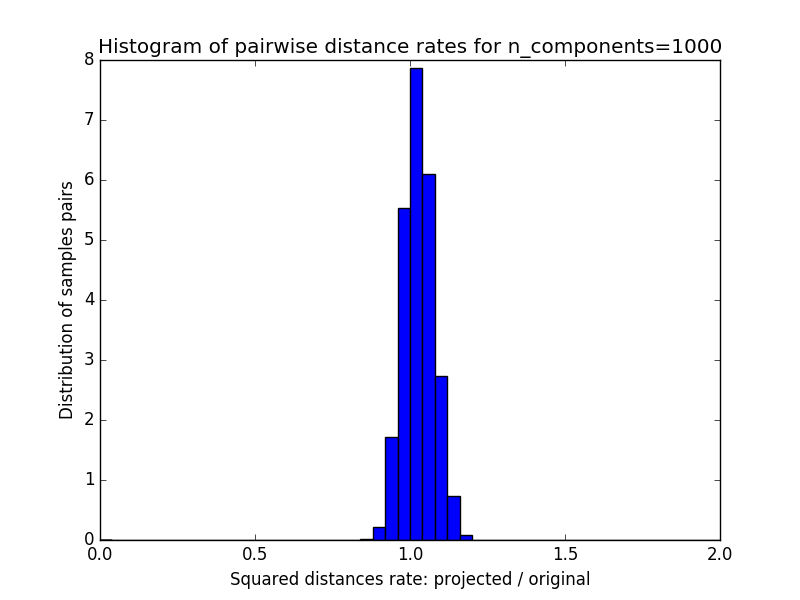 Histogram of pairwise distance rates for n_components=1000
8
7
6
5
4
3
2
1
0
Distribution of samples pairs
0.0 0.5 1.0 1.5 2.0
Squared distances rate: projected / original